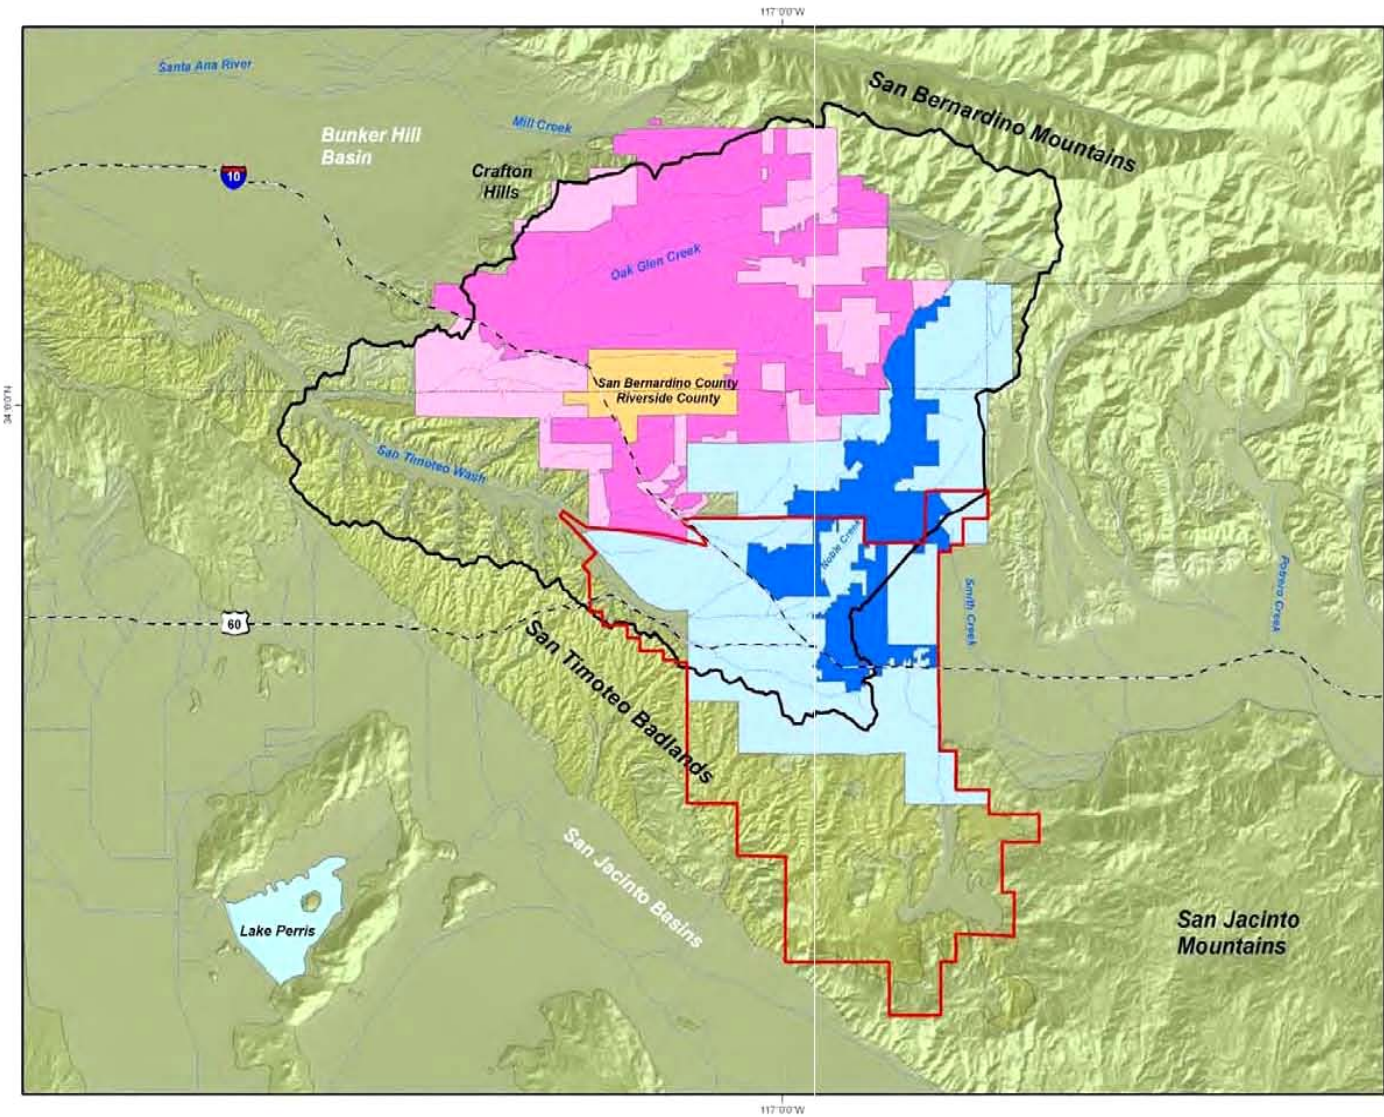 117°0'0"W
Santa Ana River
San Bernardino Mountains
Mill Creek
Bunker Hill
Basin
Crafton
Hills
10
Oak Glen Creek
San Bernardino County
Riverside County
34°0'0"N
San Timoteo Wash
Noble Creek
Smith Creek
Potrero Creek
60
San Timoteo Badlands
San Jacinto Basins
Lake Perris
San Jacinto
Mountains
117°0'0"W